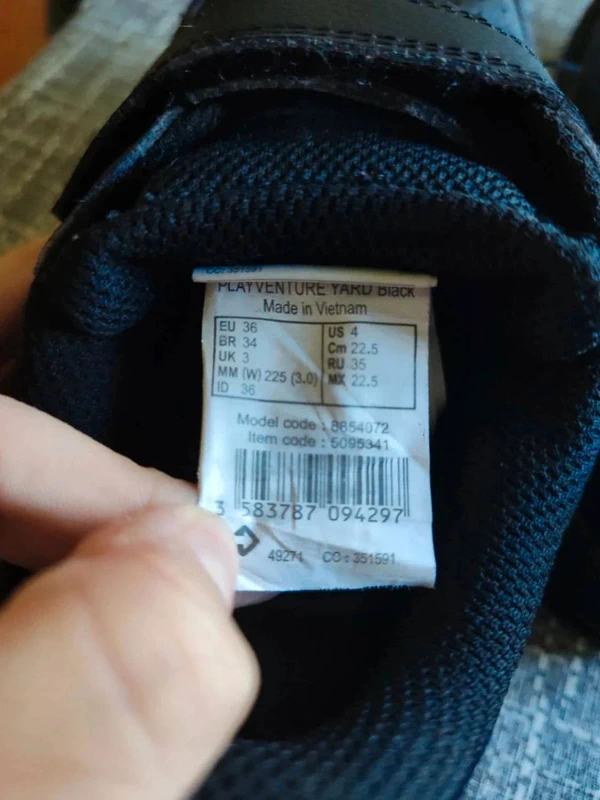 CC: 351591
PLAYVENTURE YARD Black
Made in Vietnam
EU 36
BR 34
UK 3
MM (W) 225 (3.0)
ID 36
US 4
Cm 22.5
RU 35
MX 22.5
Model code : 8654072
Item code : 5095341
3 583787 094297
49271 CC : 351591